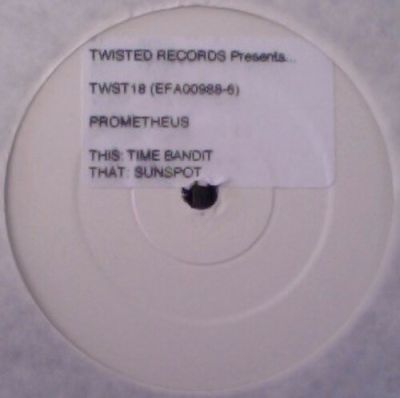 TWISTED RECORDS Presents...
TWST18 (EFA00988-6)
PROMETHEUS
THIS: TIME BANDIT
THAT: SUNSPOT